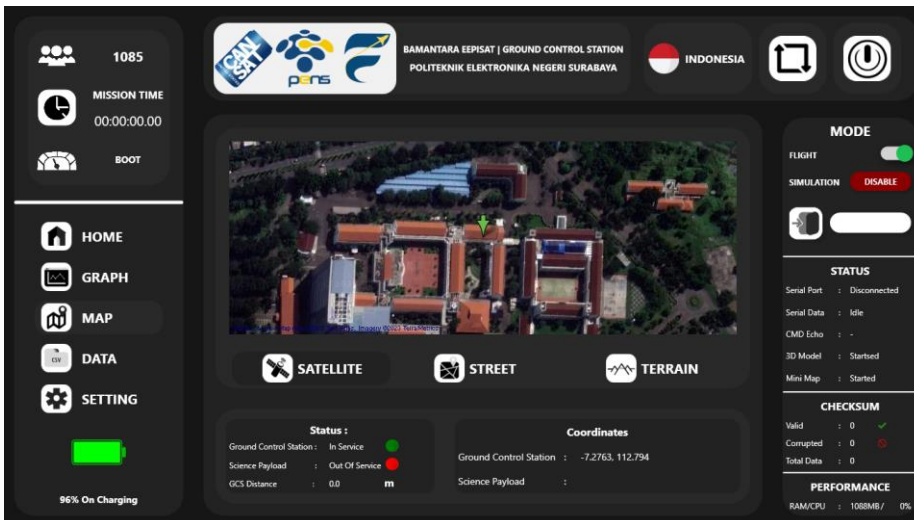 1085
MISSION TIME
00:00:00.00
BOOT
HOME
GRAPH
MAP
CSV
DATA
SETTING
96% On Charging
CAN
SAT
pens
BAMANTARA EEPISAT | GROUND CONTROL STATION
POLITEKNIK ELEKTRONIKA NEGERI SURABAYA
INDONESIA
Imagery ©2023 TerraMetrics
SATELLITE
STREET
TERRAIN
Status :
Ground Control Station : In Service
Science Payload : Out Of Service
GCS Distance : 0.0 m
Coordinates
Ground Control Station : -7.2763, 112.794
Science Payload :
MODE
FLIGHT
SIMULATION DISABLE
STATUS
Serial Port : Disconnected
Serial Data : Idle
CMD Echo : -
3D Model : Startsed
Mini Map : Started
CHECKSUM
Valid : 0
Corrupted : 0
Total Data : 0
PERFORMANCE
RAM/CPU : 1088MB/ 0%